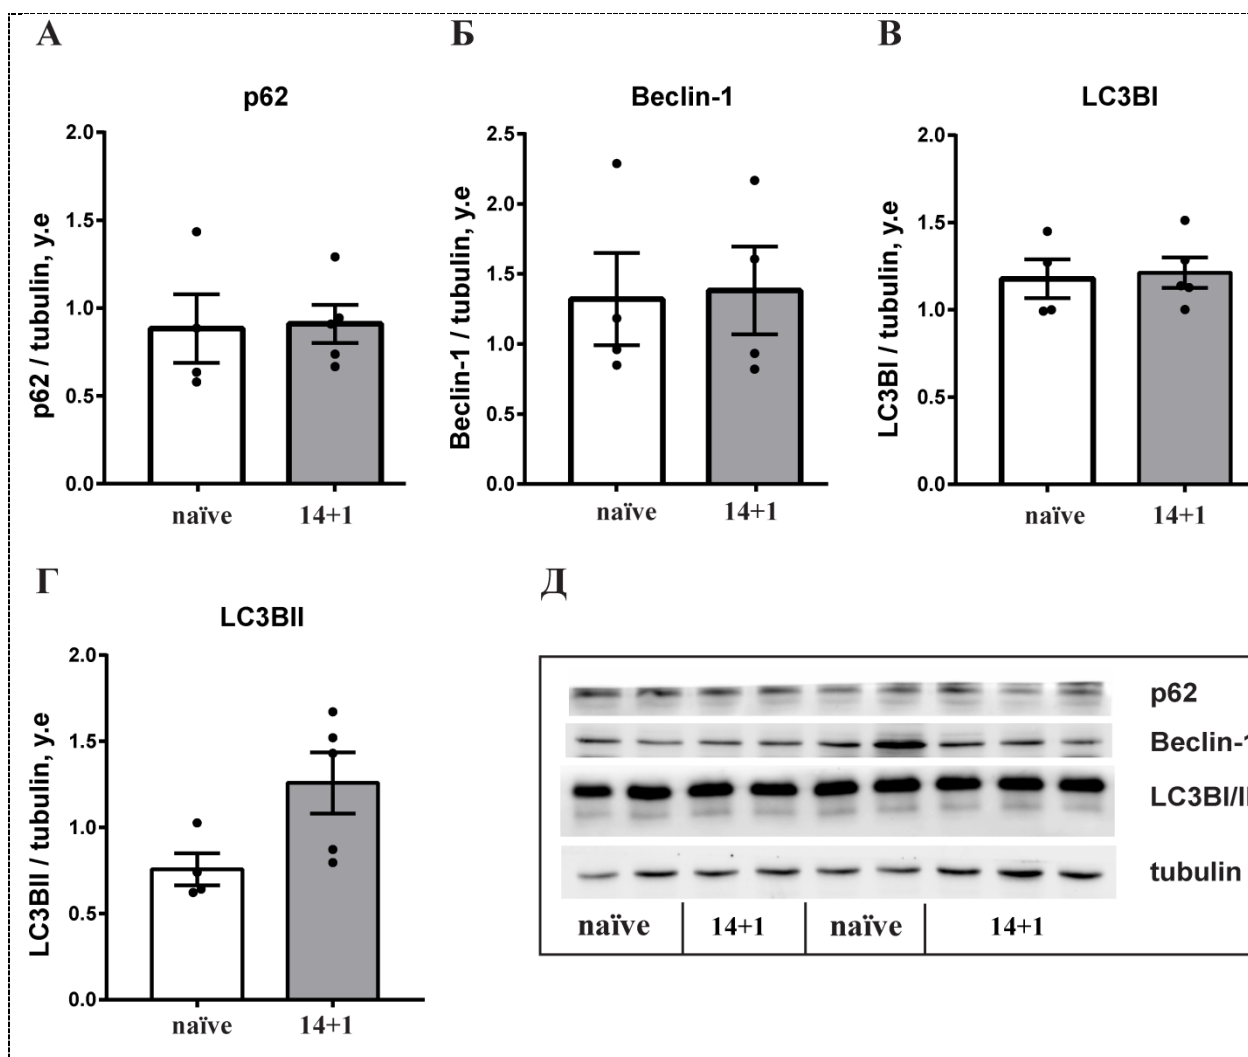 А
p62
p62 / tubulin, y.e
2.0
1.5
1.0
0.5
0.0
naïve 14+1
Б
Beclin-1
Beclin-1 / tubulin, y.e
2.5
2.0
1.5
1.0
0.5
0.0
naïve 14+1
В
LC3BI
LC3BI / tubulin, y.e
2.0
1.5
1.0
0.5
0.0
naïve 14+1
Г
LC3BII
LC3BII / tubulin, y.e
2.0
1.5
1.0
0.5
0.0
naïve 14+1
Д
p62
Beclin-1
LC3BI/II
tubulin
naïve 14+1 naïve 14+1